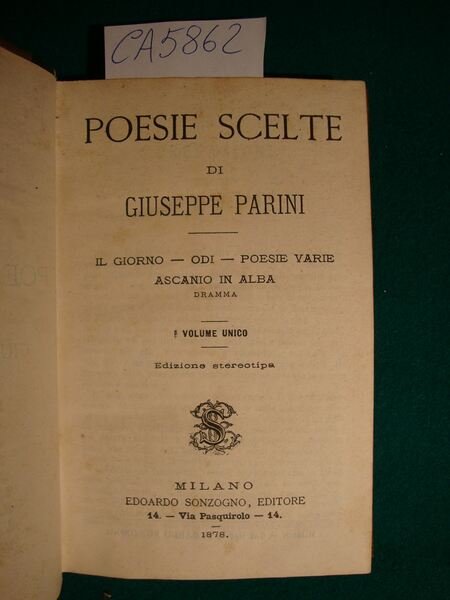 CA5862
POESIE SCELTE
DI
GIUSEPPE PARINI
IL GIORNO — ODI — POESIE VARIE
ASCANIO IN ALBA
DRAMMA
VOLUME UNICO
Edizione stereotipa
MILANO
EDOARDO SONZOGNO, EDITORE
14. — Via Pasquirolo — 14.
1878.